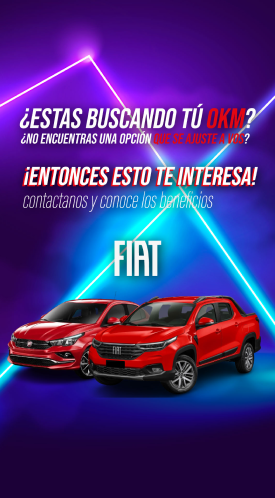 ¿ESTAS BUSCANDO TÚ 0KM?
¿NO ENCUENTRAS UNA OPCIÓN QUE SE AJUSTE A VOS?
¡ENTONCES ESTO TE INTERESA!
contactanos y conoce los beneficios
FIAT